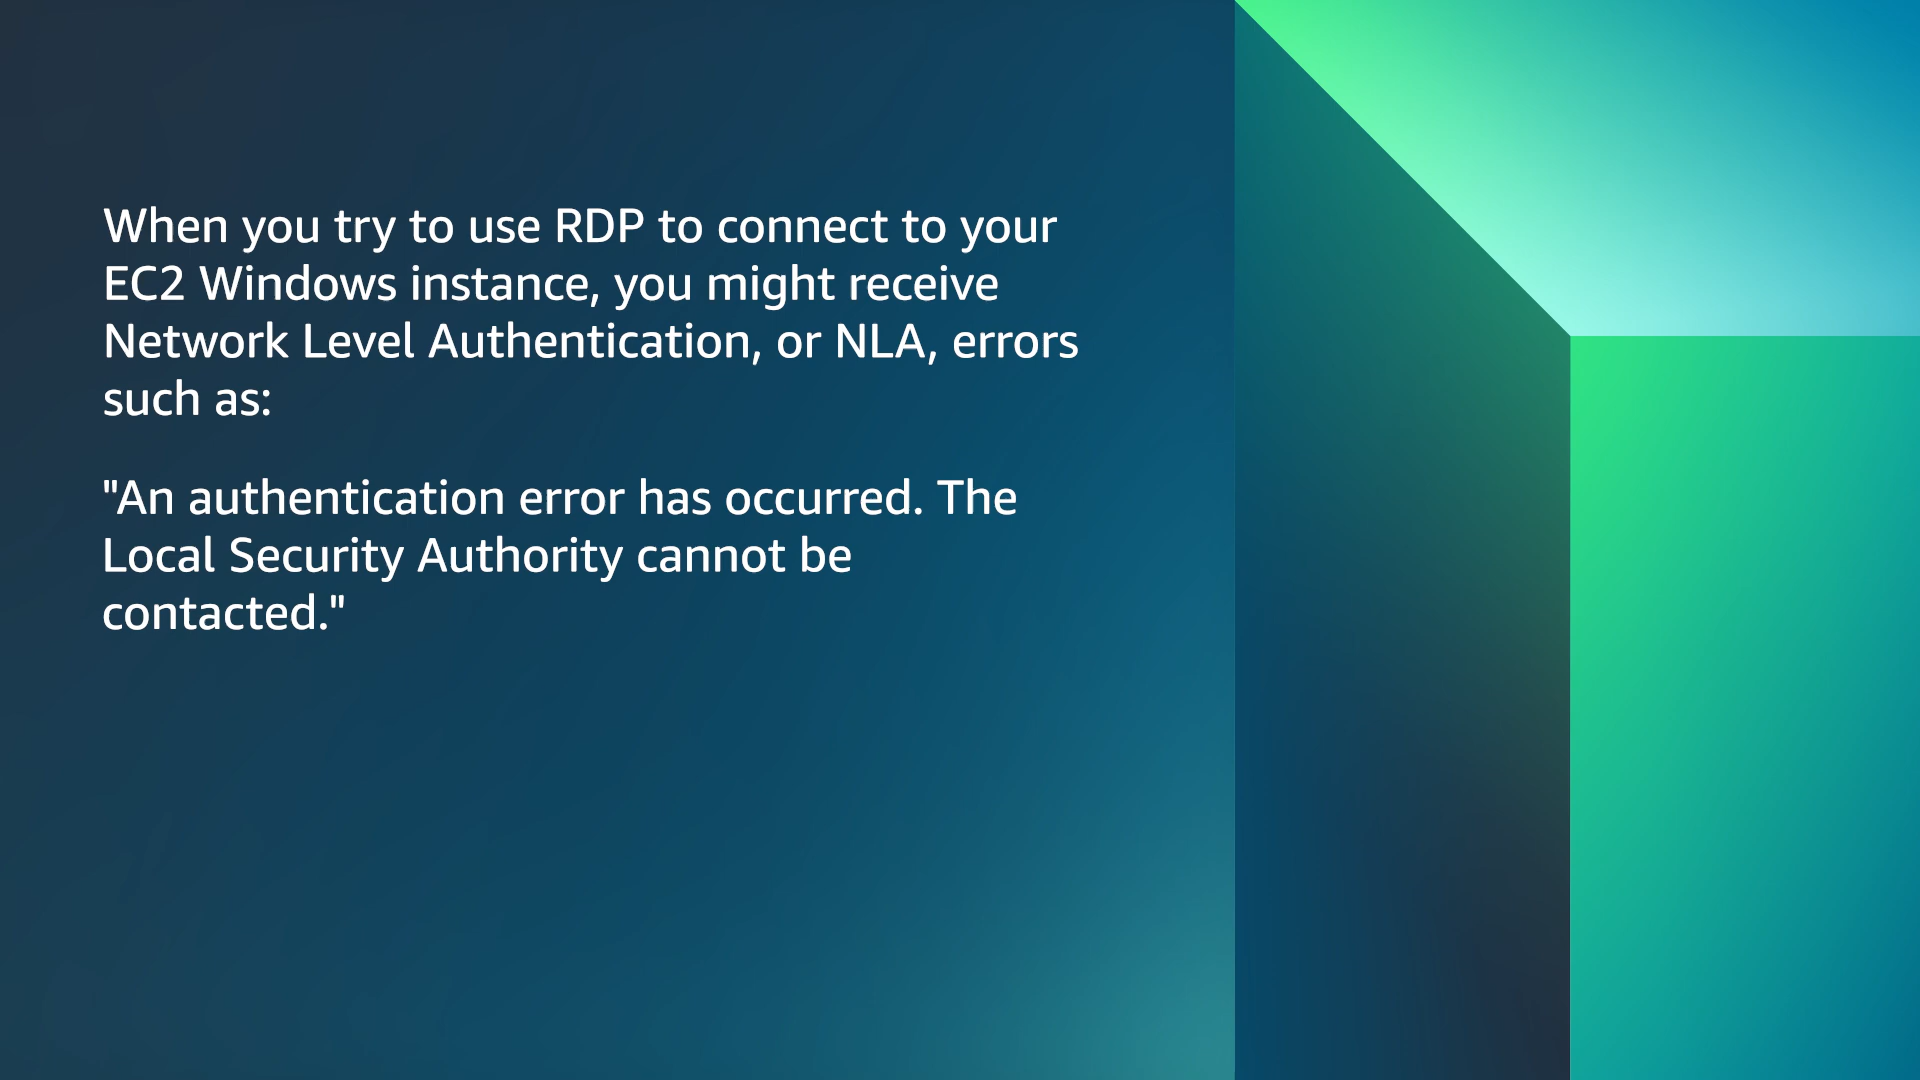 When you try to use RDP to connect to your
EC2 Windows instance, you might receive
Network Level Authentication, or NLA, errors
such as:
"An authentication error has occurred. The
Local Security Authority cannot be
contacted."